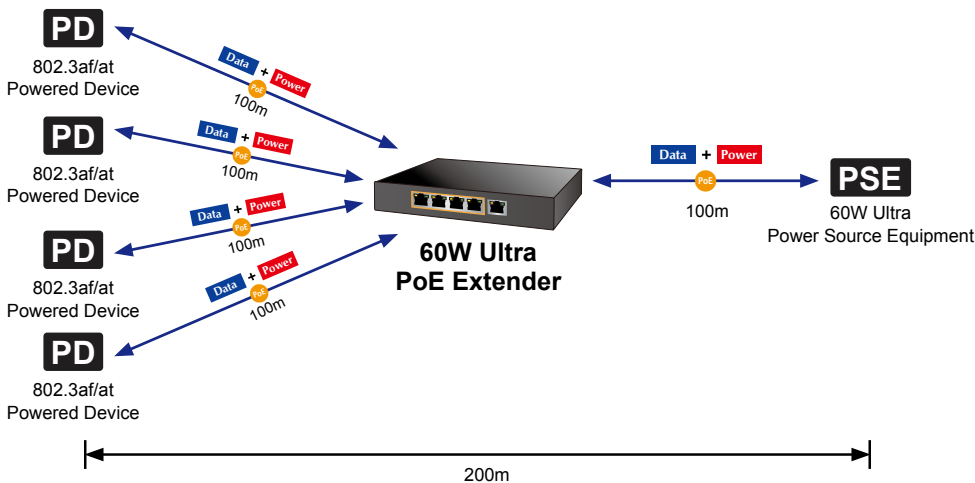 PD
802.3af/at
Powered Device
Data + Power
PoE
100m
PD
802.3af/at
Powered Device
Data + Power
PoE
100m
PD
802.3af/at
Powered Device
Data + Power
PoE
100m
PD
802.3af/at
Powered Device
Data + Power
PoE
100m
60W Ultra
PoE Extender
Data + Power
PoE
100m
PSE
60W Ultra
Power Source Equipment
200m